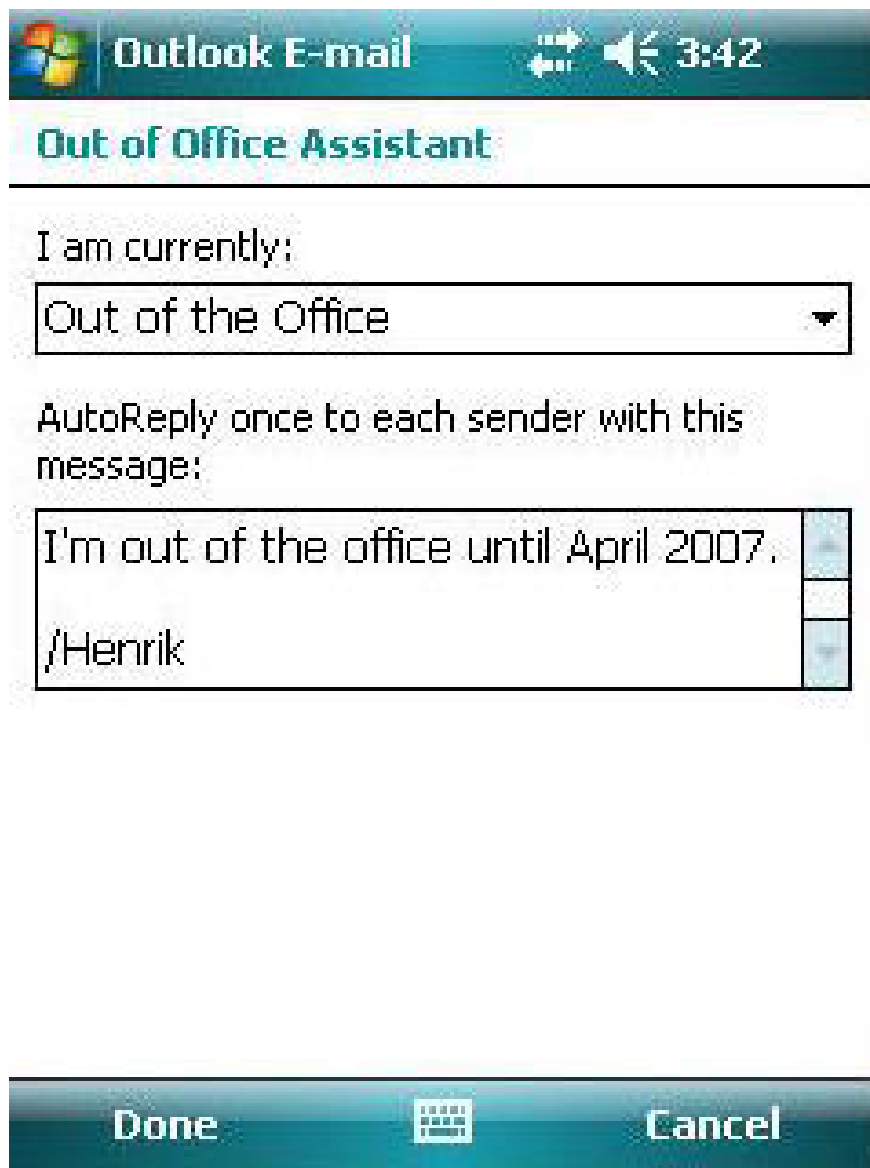 Outlook E-mail 3:42
Out of Office Assistant
I am currently:
Out of the Office
AutoReply once to each sender with this
message:
I'm out of the office until April 2007.
/Henrik
Done Cancel